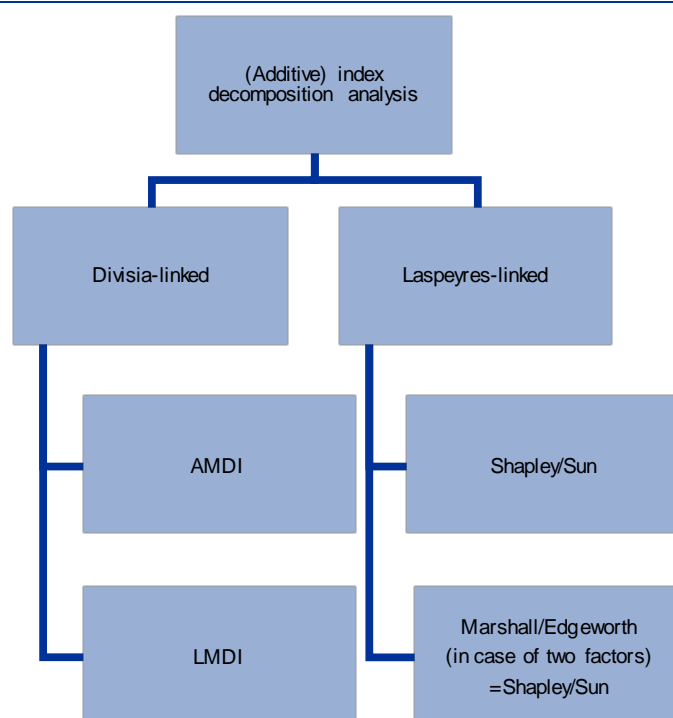 (Additive) index
decomposition analysis
Divisia-linked
Laspeyres-linked
AMDI
Shapley/Sun
LMDI
Marshall/Edgeworth
(in case of two factors)
=Shapley/Sun